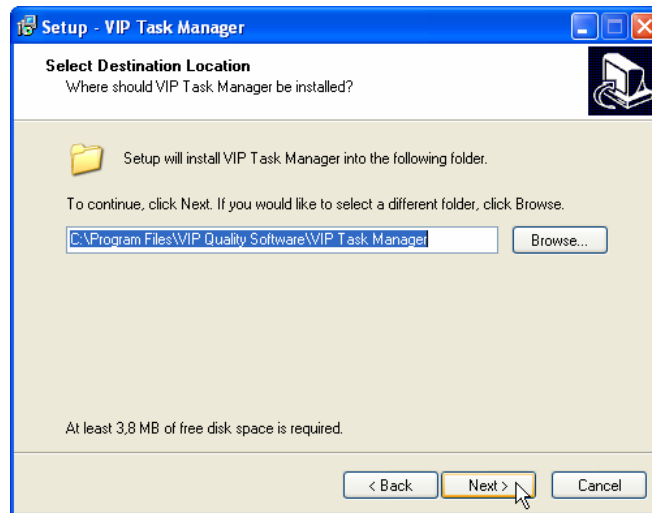 Setup - VIP Task Manager
Select Destination Location
Where should VIP Task Manager be installed?
Setup will install VIP Task Manager into the following folder.
To continue, click Next. If you would like to select a different folder, click Browse.
C:\Program Files\VIP Quality Software\VIP Task Manager
Browse...
At least 3,8 MB of free disk space is required.
< Back
Next >
Cancel